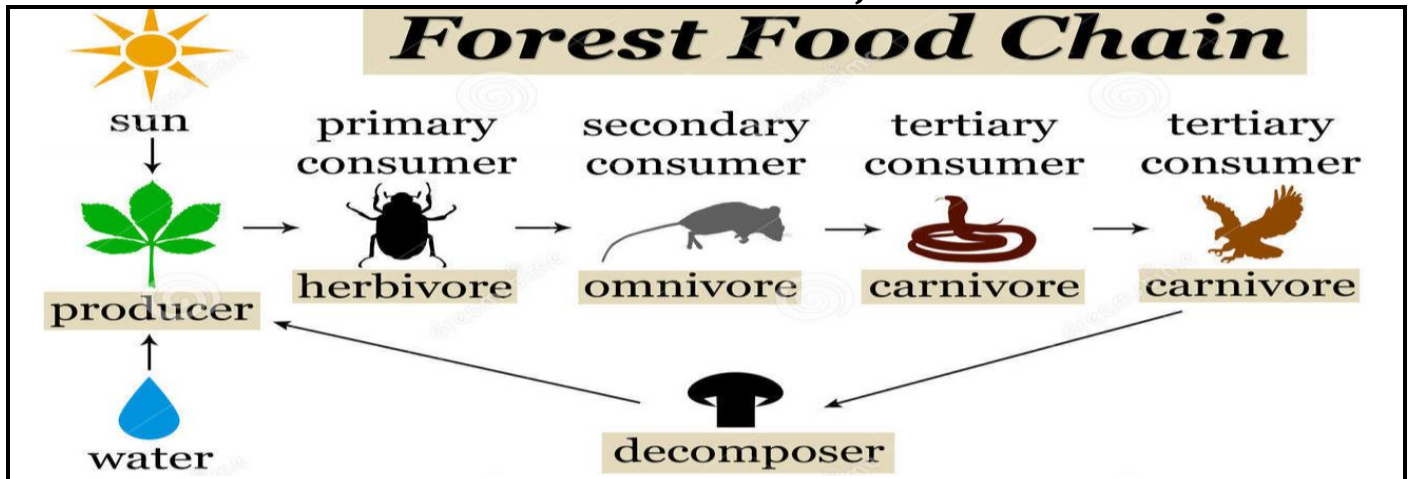 Forest Food Chain
sun
primary consumer
secondary consumer
tertiary consumer
tertiary consumer
producer
herbivore
omnivore
carnivore
carnivore
water
decomposer